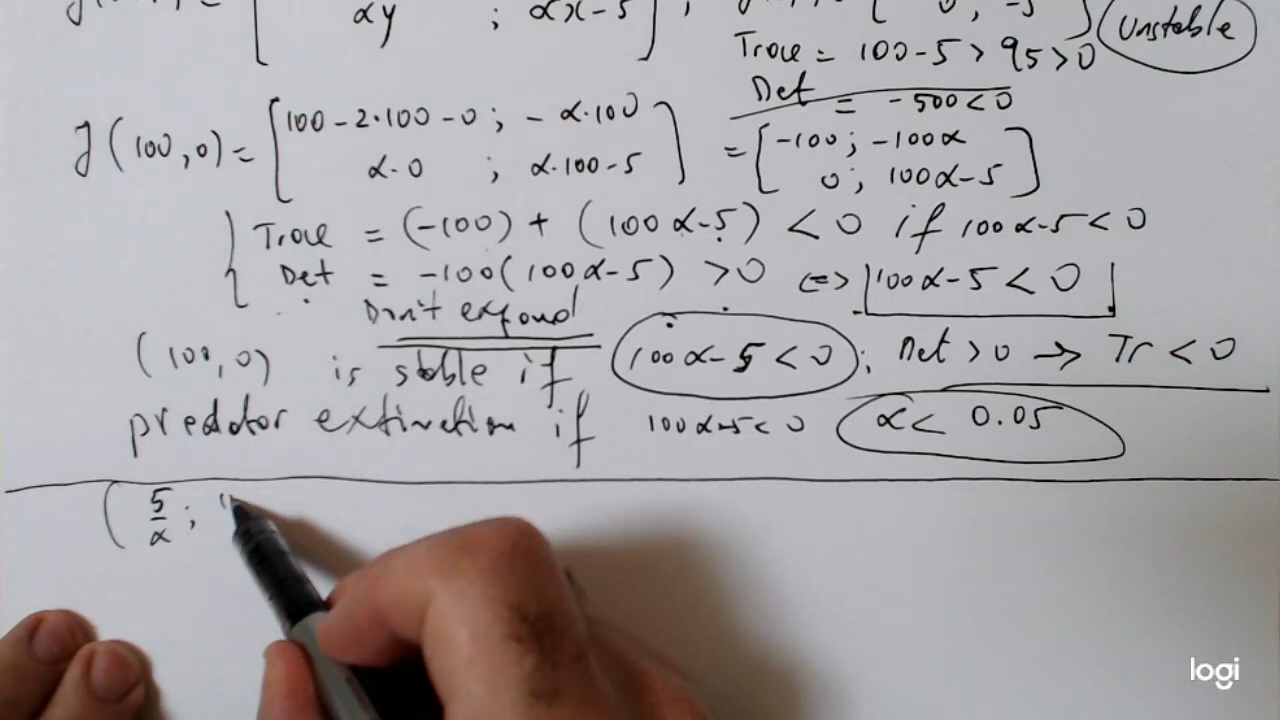 αy ; αx-5 ] ; 0, -5
Unstable
Trace = 100-5 > 95 > 0
Det = -500 < 0
J(100,0) = [ 100-2·100-0 ; -α·100
α·0 ; α·100-5 ]
= [ -100 ; -100α
0 ; 100α-5 ]
{ Trace = (-100) + (100α-5) < 0 if 100α-5 < 0
Det = -100(100α-5) > 0 <=> 100α-5 < 0
Don't expand
(100,0) is stable if 100α-5 < 0 ; Det > 0 → Tr < 0
predator extinction if 100α-5 < 0 α < 0.05
( 5/α ;
logi